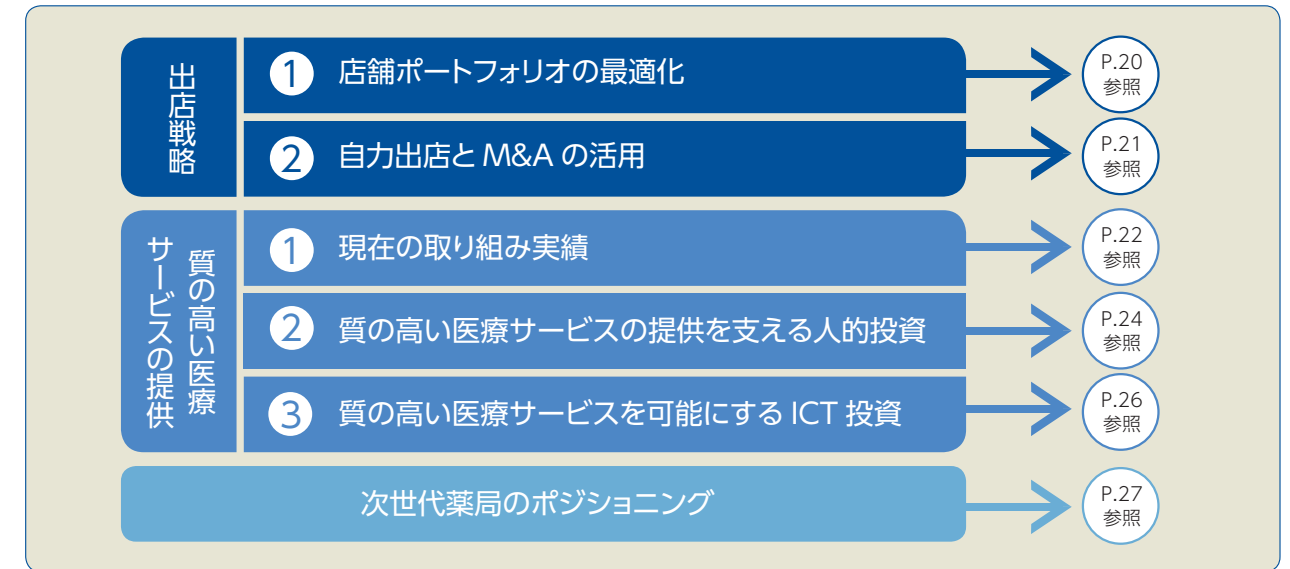 出店戦略
❶ 店舗ポートフォリオの最適化
P.20
参照
❷ 自力出店と M&A の活用
P.21
参照
質の高い医療
サービスの提供
❶ 現在の取り組み実績
P.22
参照
❷ 質の高い医療サービスの提供を支える人的投資
P.24
参照
❸ 質の高い医療サービスを可能にする ICT 投資
P.26
参照
次世代薬局のポジショニング
P.27
参照